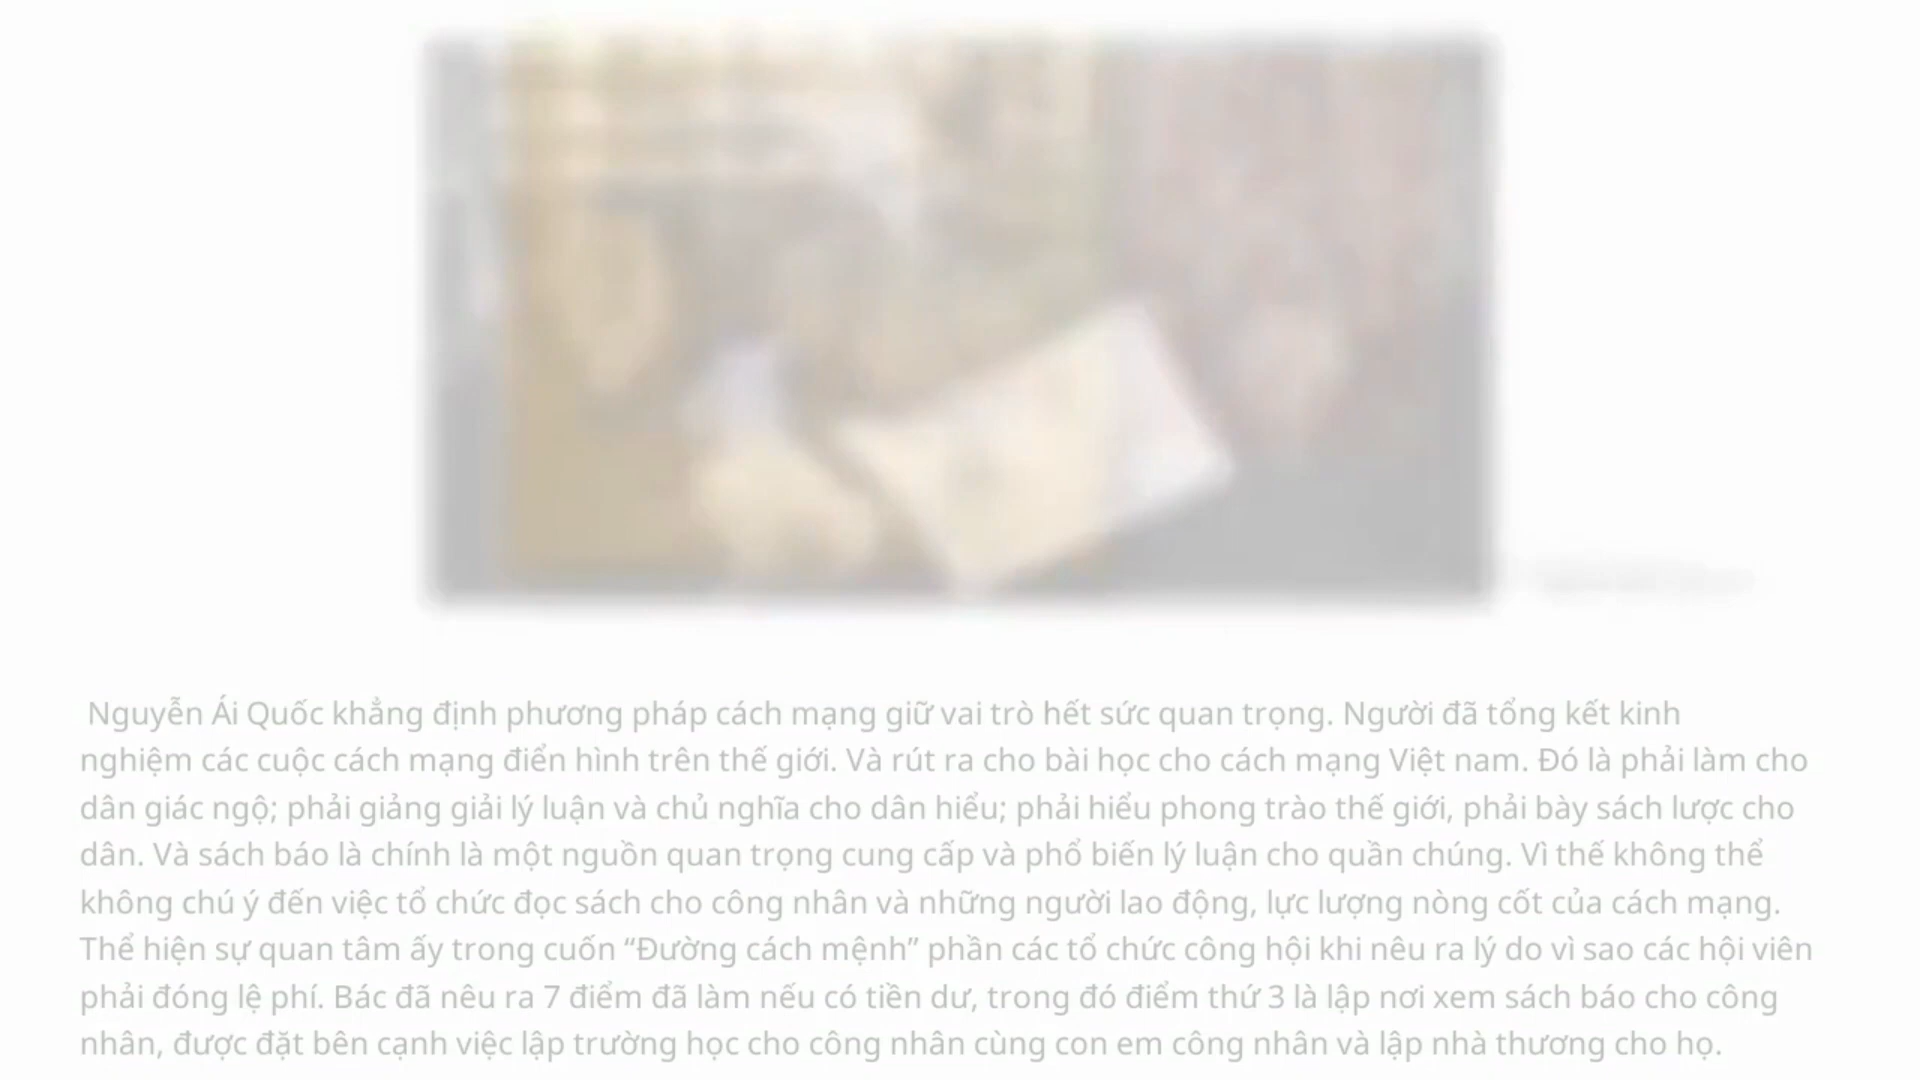 Nguyễn Ái Quốc khẳng định phương pháp cách mạng giữ vai trò hết sức quan trọng. Người đã tổng kết kinh
nghiệm các cuộc cách mạng điển hình trên thế giới. Và rút ra cho bài học cho cách mạng Việt nam. Đó là phải làm cho
dân giác ngộ; phải giảng giải lý luận và chủ nghĩa cho dân hiểu; phải hiểu phong trào thế giới, phải bày sách lược cho
dân. Và sách báo là chính là một nguồn quan trọng cung cấp và phổ biến lý luận cho quần chúng. Vì thế không thể
không chú ý đến việc tổ chức đọc sách cho công nhân và những người lao động, lực lượng nòng cốt của cách mạng.
Thể hiện sự quan tâm ấy trong cuốn “Đường cách mệnh” phần các tổ chức công hội khi nêu ra lý do vì sao các hội viên
phải đóng lệ phí. Bác đã nêu ra 7 điểm đã làm nếu có tiền dư, trong đó điểm thứ 3 là lập nơi xem sách báo cho công
nhân, được đặt bên cạnh việc lập trường học cho công nhân cùng con em công nhân và lập nhà thương cho họ.